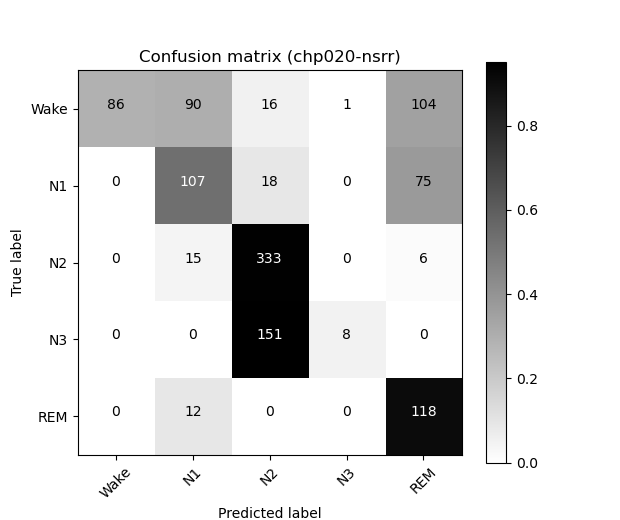 Confusion matrix (chp020-nsrr)
Wake 86 90 16 1 104
N1 0 107 18 0 75
N2 0 15 333 0 6
N3 0 0 151 8 0
REM 0 12 0 0 118
Wake N1 N2 N3 REM
Predicted label
True label
0.8
0.6
0.4
0.2
0.0